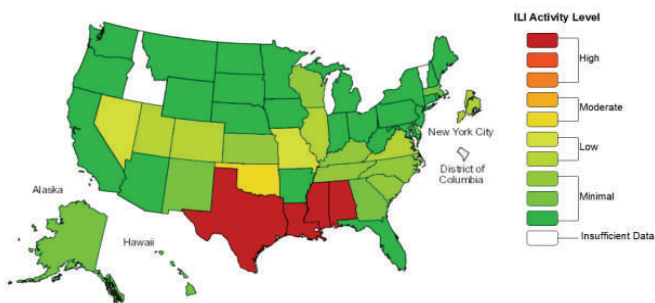 ILI Activity Level
High
Moderate
Low
Minimal
Insufficient Data
New York City
District of
Columbia
Alaska
Hawaii